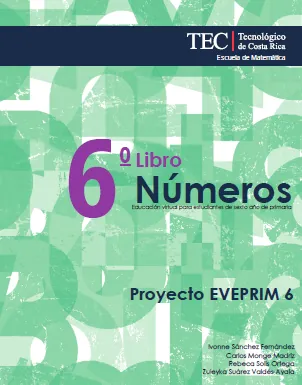 TEC | Tecnológico
de Costa Rica
Escuela de Matemática
6º Libro
Números
Educación virtual para estudiantes de sexto año de primaria
Proyecto EVEPRIM 6
Ivonne Sánchez Fernández
Carlos Monge Madriz
Rebeca Solís Ortega
Zuleyka Suárez Valdés-Ayala